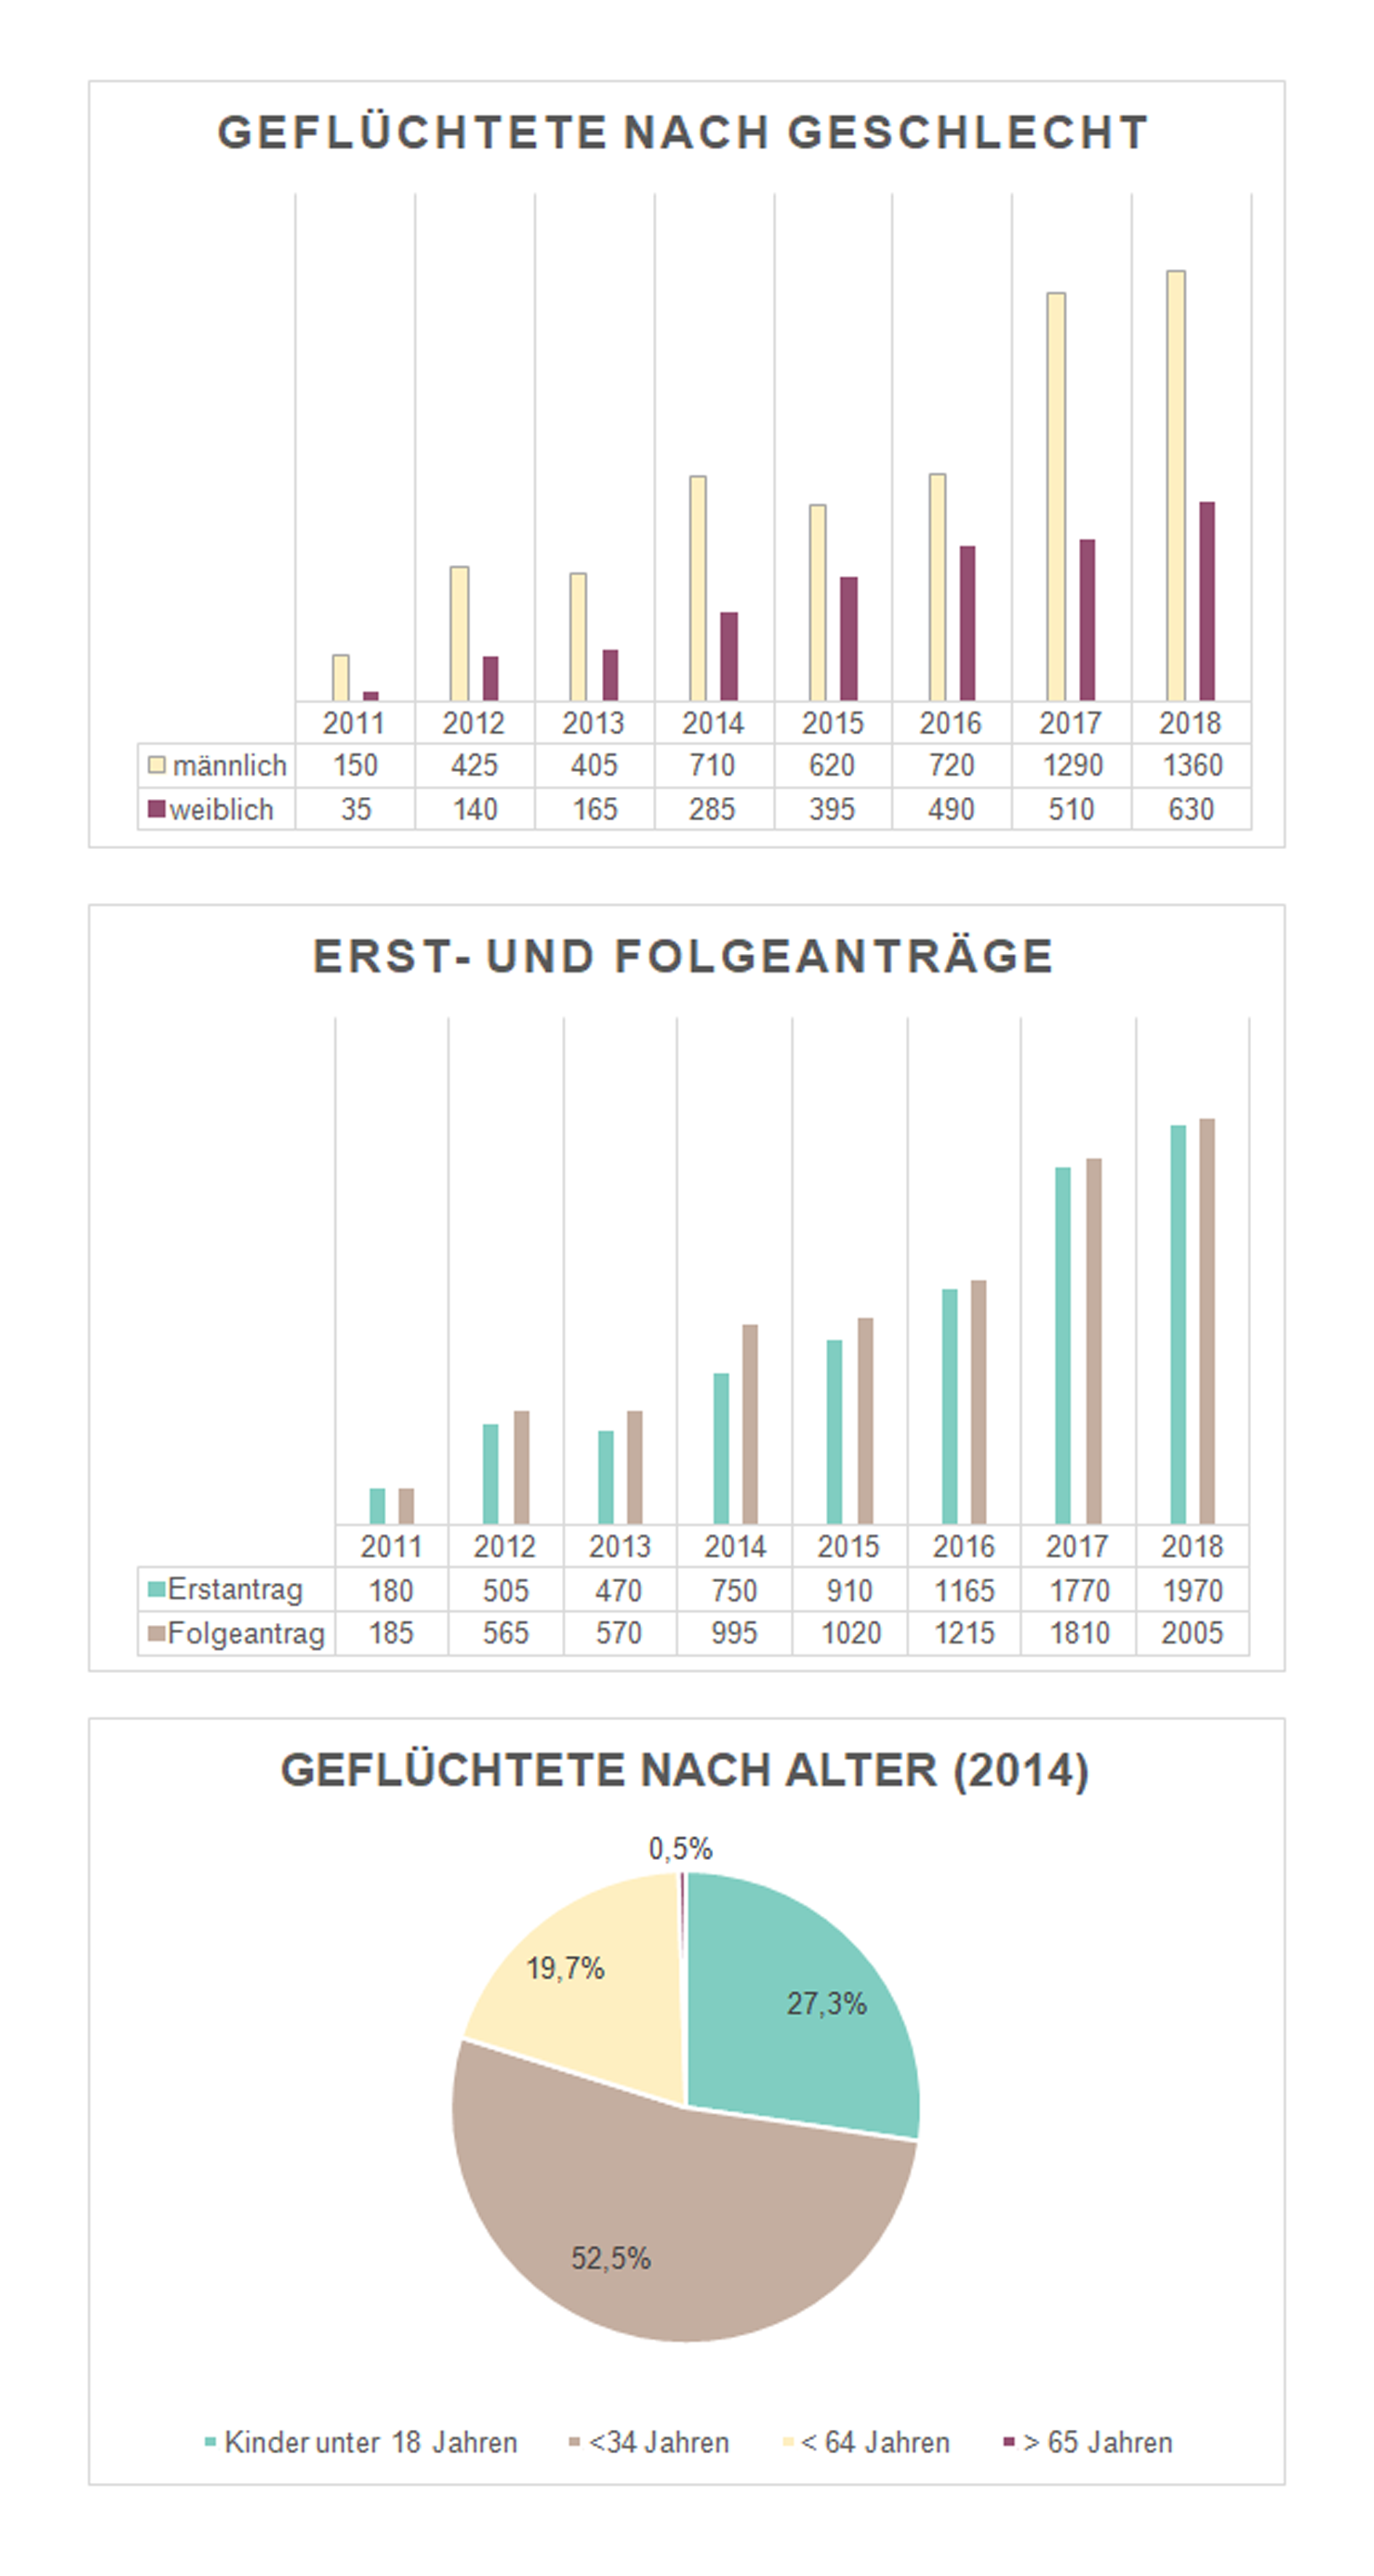 GEFLÜCHTETE NACH GESCHLECHT
2011 2012 2013 2014 2015 2016 2017 2018
männlich 150 425 405 710 620 720 1290 1360
weiblich 35 140 165 285 395 490 510 630
ERST- UND FOLGEANTRÄGE
2011 2012 2013 2014 2015 2016 2017 2018
Erstantrag 180 505 470 750 910 1165 1770 1970
Folgeantrag 185 565 570 995 1020 1215 1810 2005
GEFLÜCHTETE NACH ALTER (2014)
0,5%
19,7%
27,3%
52,5%
Kinder unter 18 Jahren <34 Jahren < 64 Jahren > 65 Jahren